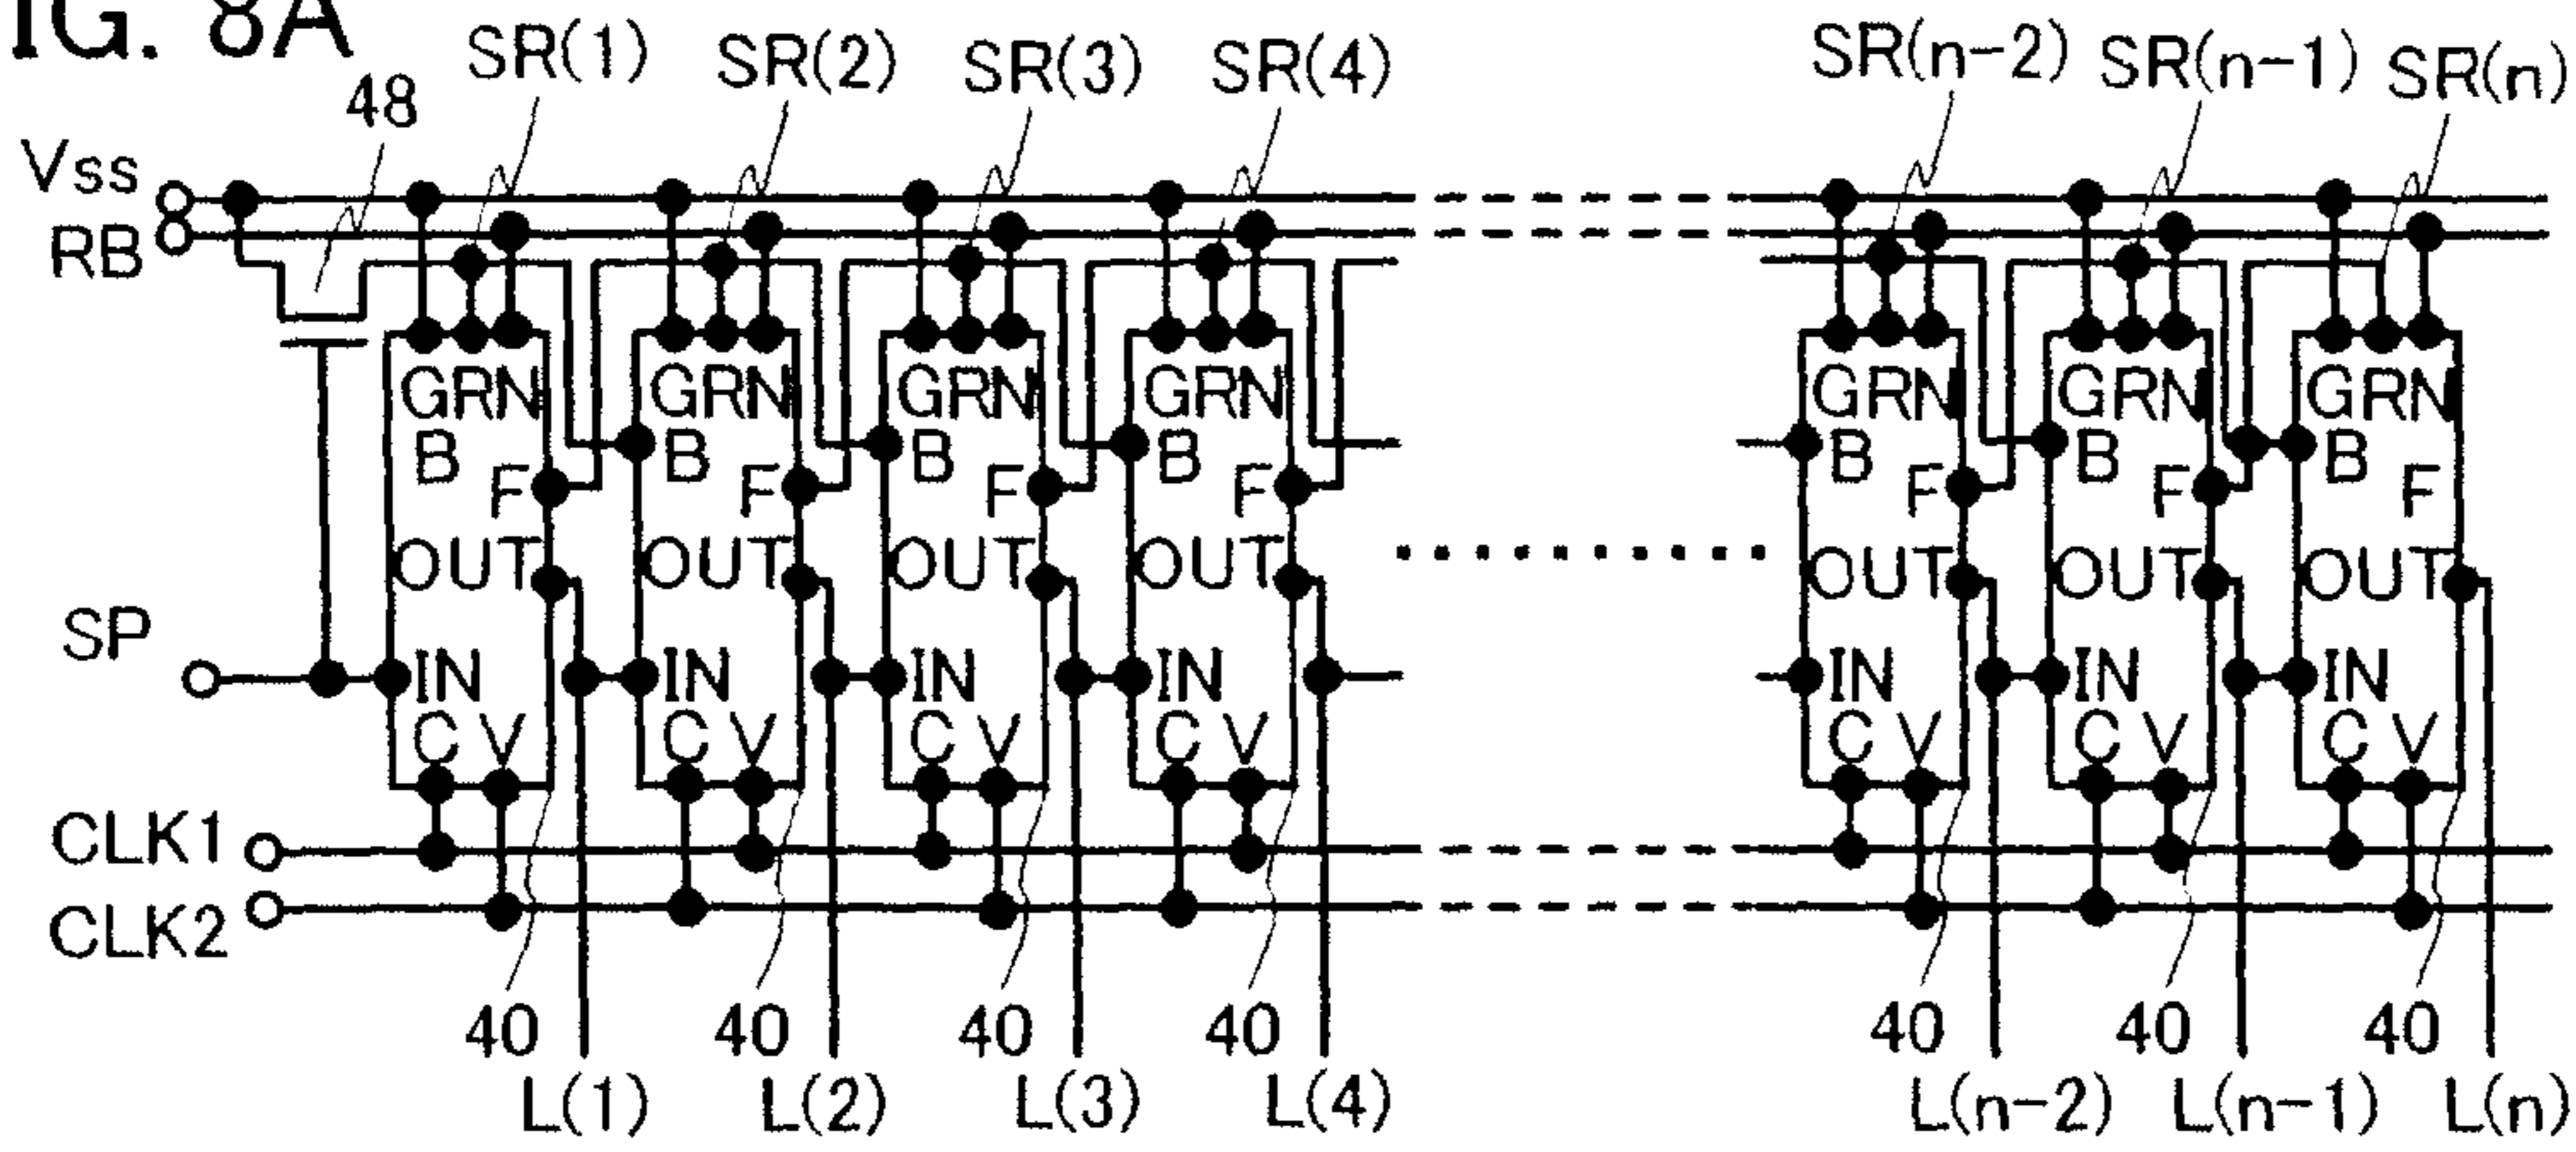 IG. 8A
SR(1) SR(2) SR(3) SR(4) SR(n-2) SR(n-1) SR(n)
48
Vss
RB
GRN GRN GRN GRN GRN GRN GRN
B B B B B B B
F F F F F F F
OUT OUT OUT OUT OUT OUT OUT
SP
IN IN IN IN IN IN IN
C V C V C V C V C V C V C V
CLK1
CLK2
40 40 40 40 40 40 40
L(1) L(2) L(3) L(4) L(n-2) L(n-1) L(n)